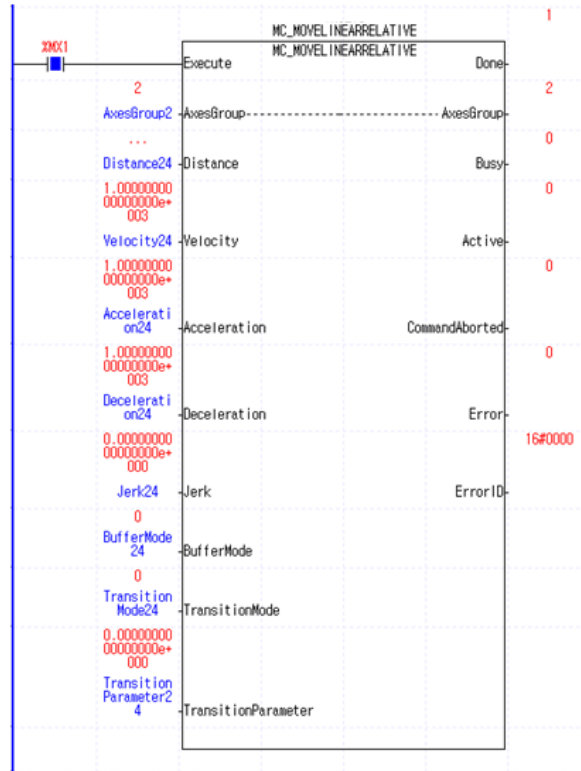 1
MC_MOVELINEARRELATIVE
%MX1
MC_MOVELINEARRELATIVE
Execute
Done
2
2
AxesGroup2
AxesGroup
AxesGroup
...
0
Distance24
Distance
Busy
1.00000000
00000000e+
003
0
Velocity24
Velocity
Active
1.00000000
00000000e+
003
0
Accelerati
on24
Acceleration
CommandAborted
1.00000000
00000000e+
003
0
Decelerati
on24
Deceleration
Error
0.00000000
00000000e+
000
16#0000
Jerk24
Jerk
ErrorID
0
BufferMode
24
BufferMode
0
Transition
Mode24
TransitionMode
0.00000000
00000000e+
000
Transition
Parameter2
4
TransitionParameter